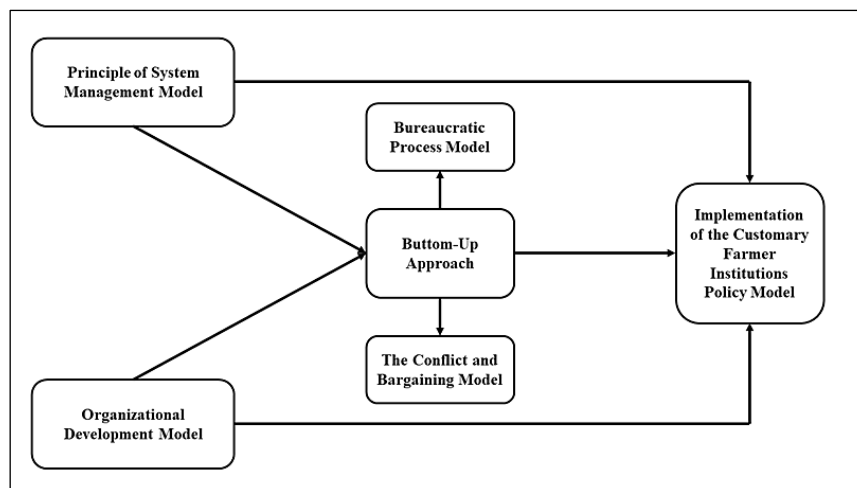 Principle of System
Management Model
Bureaucratic
Process Model
Buttom-Up
Approach
Implementation
of the Customary
Farmer
Institutions
Policy Model
The Conflict and
Bargaining Model
Organizational
Development Model